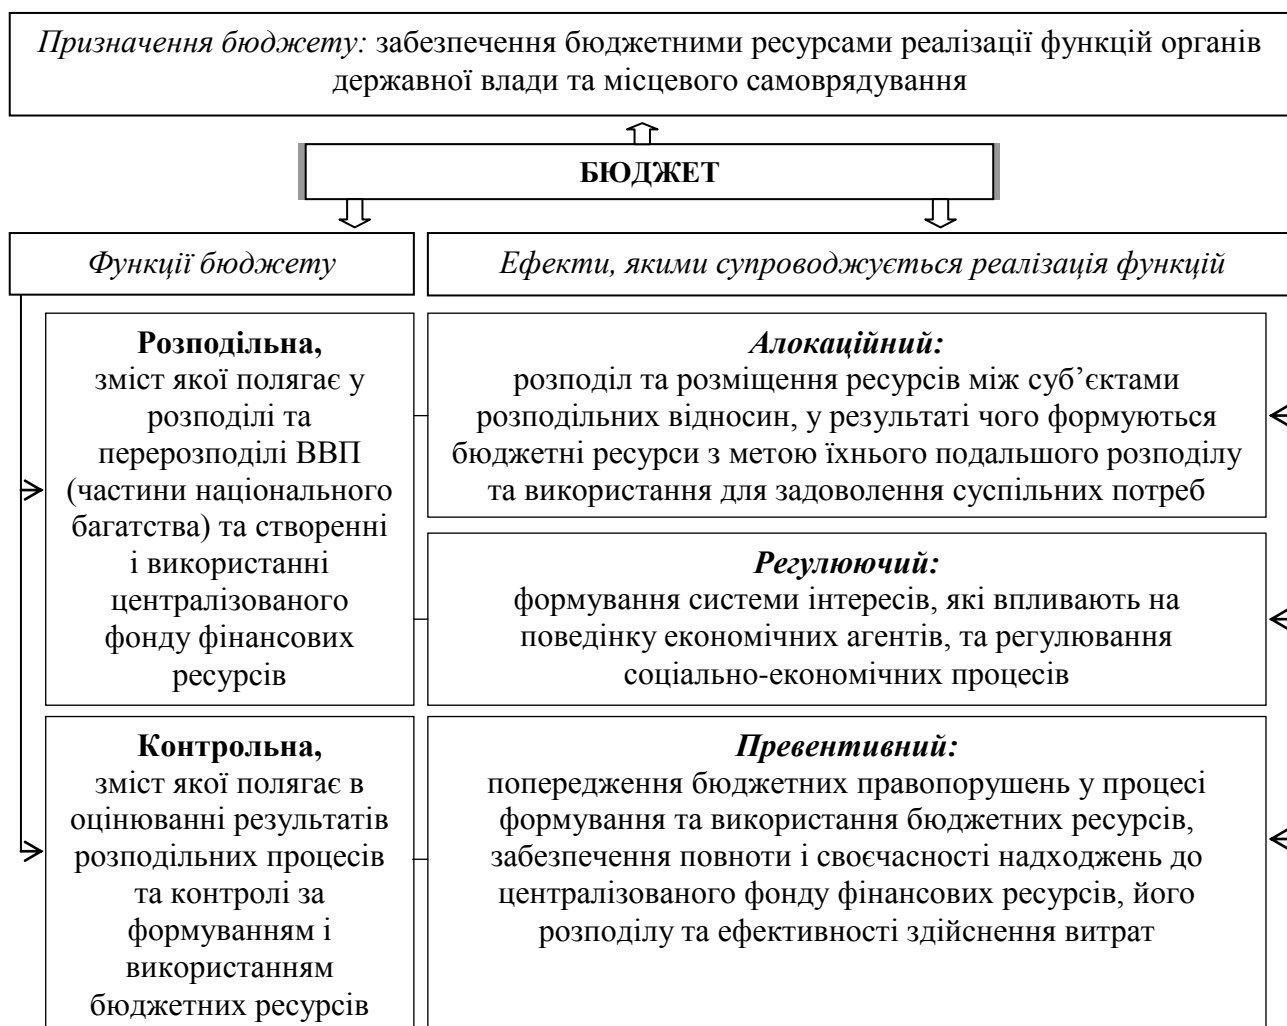 Призначення бюджету: забезпечення бюджетними ресурсами реалізації функцій органів
державної влади та місцевого самоврядування
БЮДЖЕТ
Функції бюджету
Ефекти, якими супроводжується реалізація функцій
Розподільна,
зміст якої полягає у
розподілі та
перерозподілі ВВП
(частини національного
багатства) та створенні
і використанні
централізованого
фонду фінансових
ресурсів
Алокаційний:
розподіл та розміщення ресурсів між суб’єктами
розподільних відносин, у результаті чого формуються
бюджетні ресурси з метою їхнього подальшого розподілу
та використання для задоволення суспільних потреб
Регулюючий:
формування системи інтересів, які впливають на
поведінку економічних агентів, та регулювання
соціально-економічних процесів
Контрольна,
зміст якої полягає в
оцінюванні результатів
розподільних процесів
та контролі за
формуванням і
використанням
бюджетних ресурсів
Превентивний:
попередження бюджетних правопорушень у процесі
формування та використання бюджетних ресурсів,
забезпечення повноти і своєчасності надходжень до
централізованого фонду фінансових ресурсів, його
розподілу та ефективності здійснення витрат